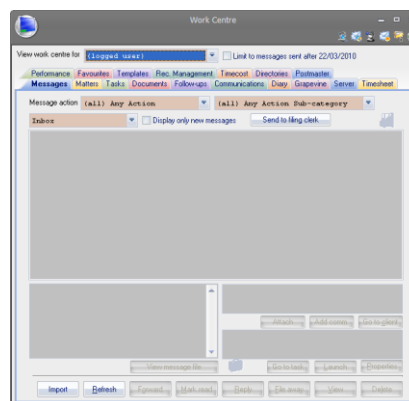 Work Centre
View work centre for (logged user) Limit to messages sent after 22/03/2010
Performance Favourites Templates Rec. Management Timecost Directories Postmaster
Messages Matters Tasks Documents Follow-ups Communications Diary Grapevine Server Timesheet
Message action (all) Any Action (all) Any Action Sub-category
Inbox Display only new messages Send to filing clerk
Attach Add comm. Go to client
View message file Go to task Launch Properties
Import Refresh Forward Mark read Reply File away View Delete